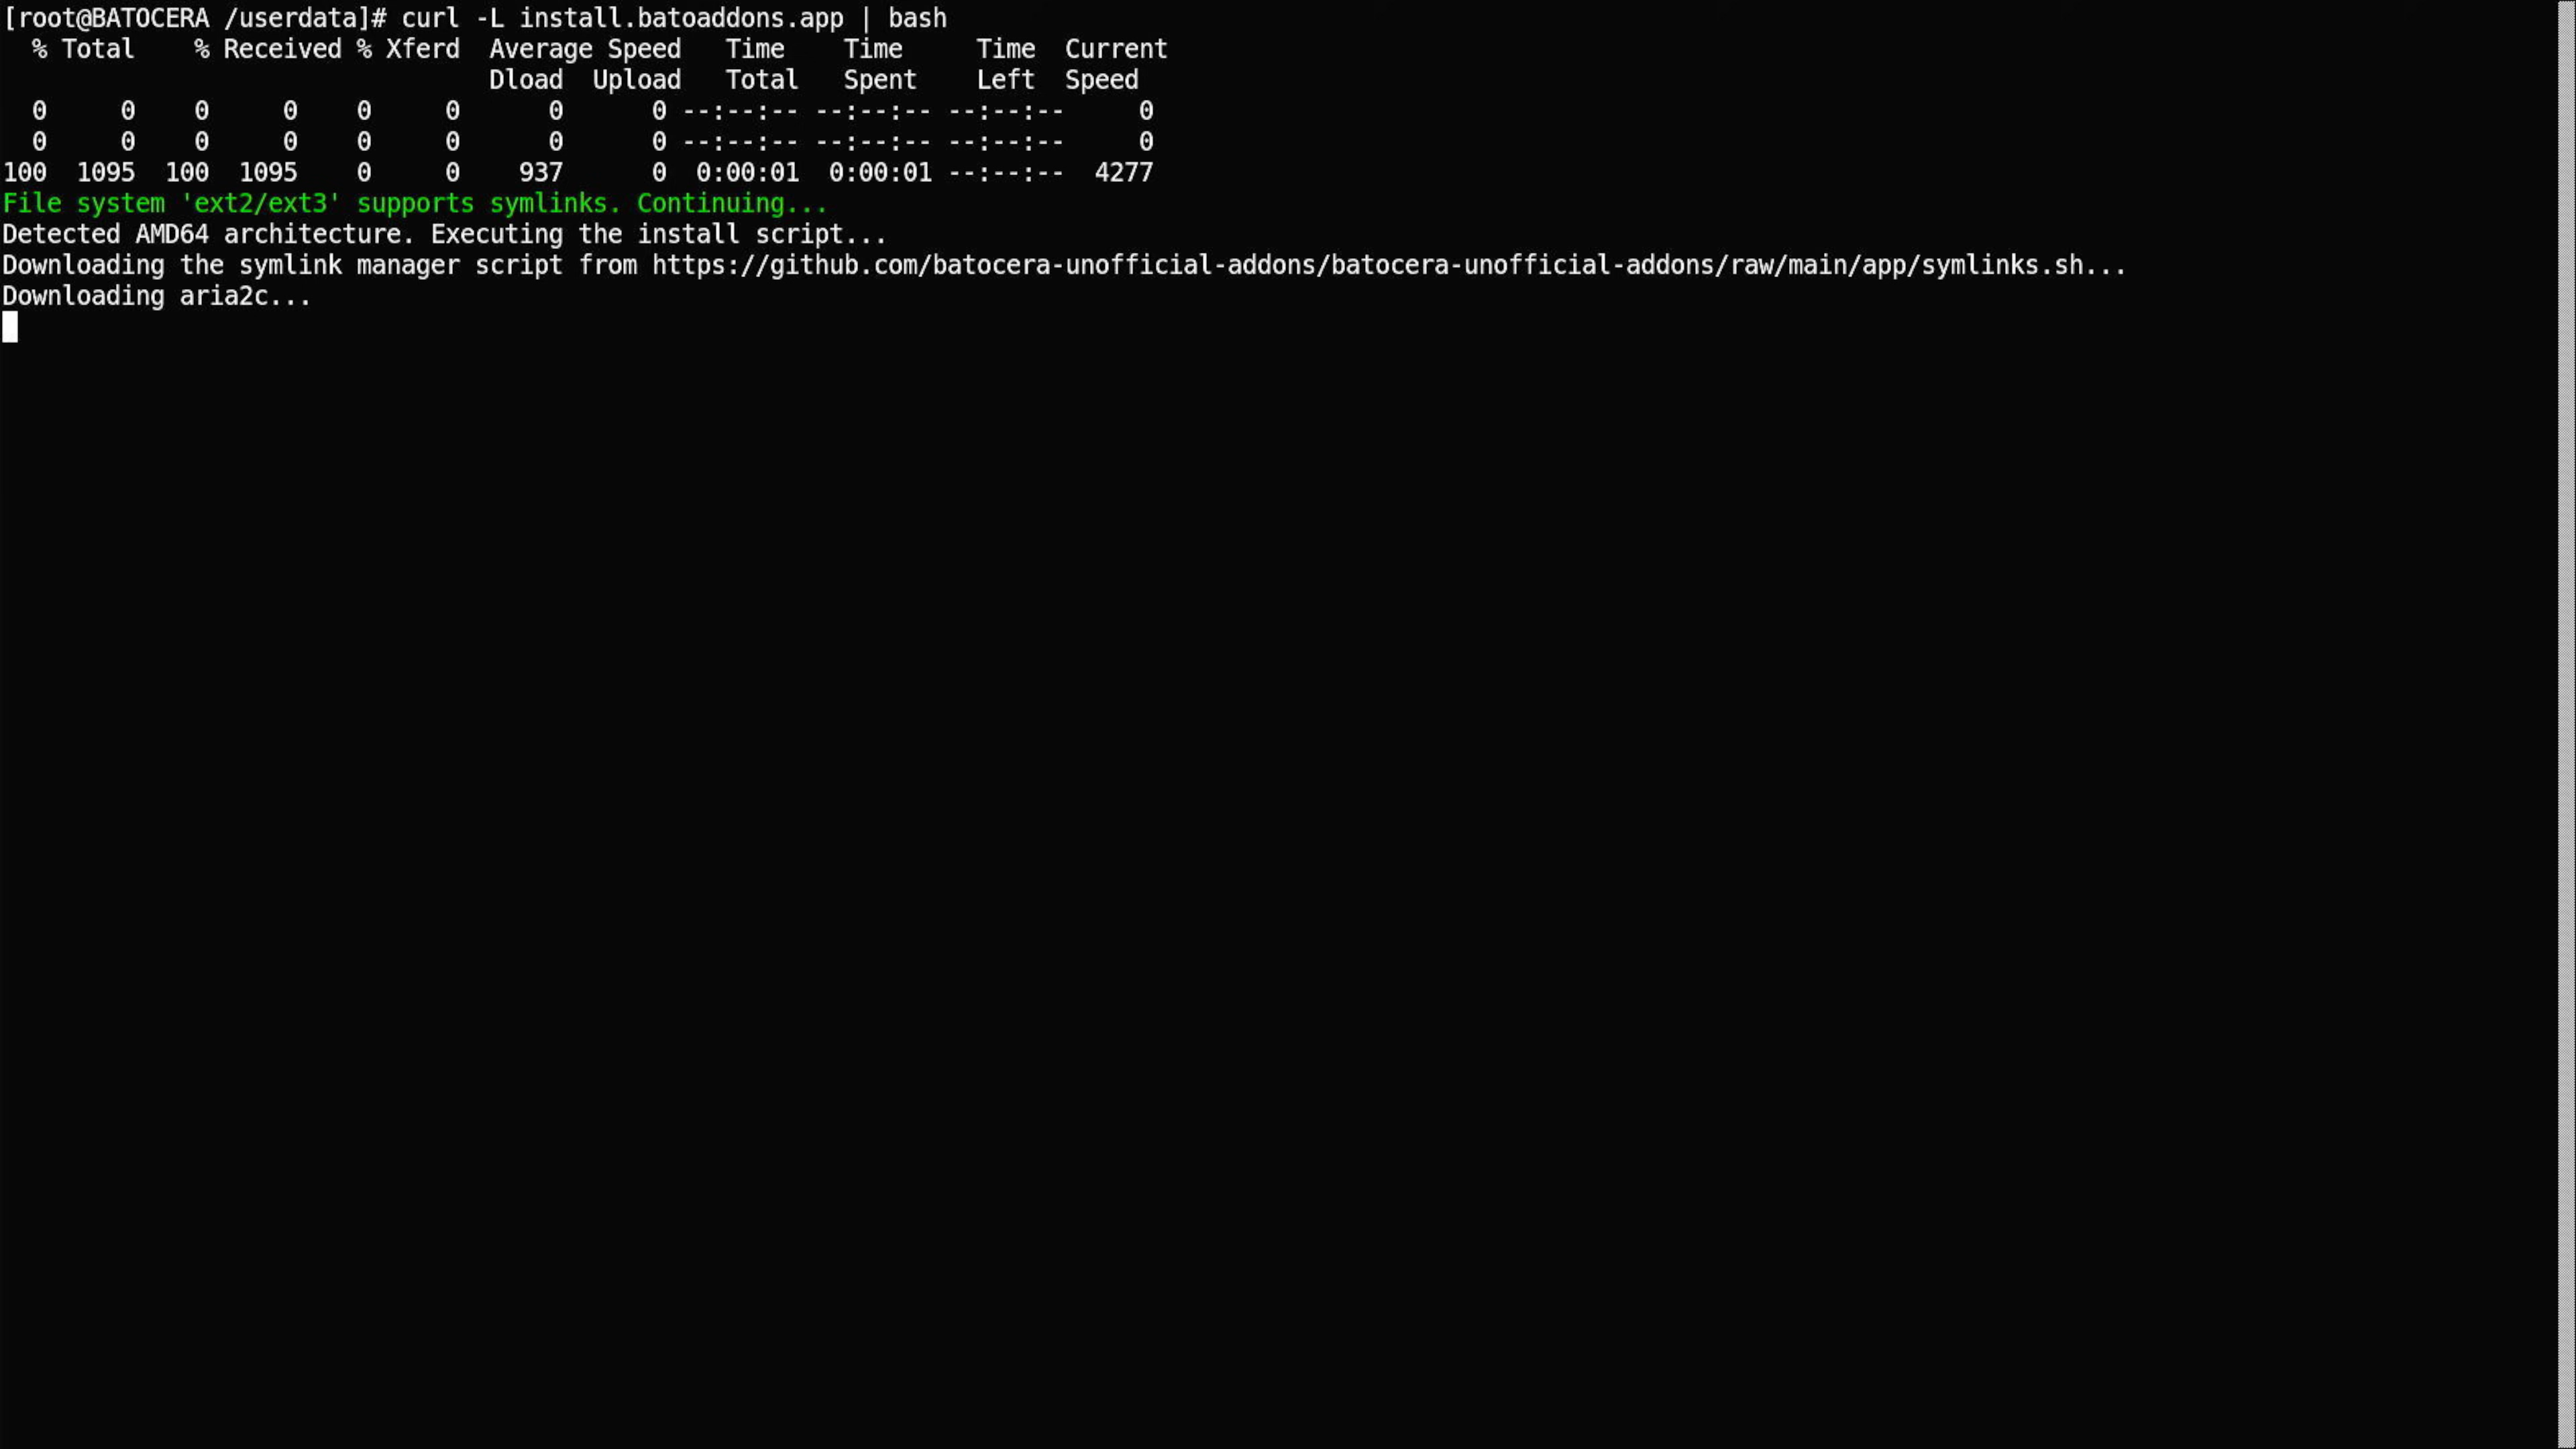 [root@BATOCERA /userdata]# curl -L install.batoaddons.app | bash
  % Total    % Received % Xferd  Average Speed   Time    Time     Time  Current
                                 Dload  Upload   Total   Spent    Left  Speed
  0     0    0     0    0     0      0      0 --:--:-- --:--:-- --:--:--     0
  0     0    0     0    0     0      0      0 --:--:-- --:--:-- --:--:--     0
100  1095  100  1095    0     0    937      0  0:00:01  0:00:01 --:--:--  4277
File system 'ext2/ext3' supports symlinks. Continuing...
Detected AMD64 architecture. Executing the install script...
Downloading the symlink manager script from https://github.com/batocera-unofficial-addons/batocera-unofficial-addons/raw/main/app/symlinks.sh...
Downloading aria2c...